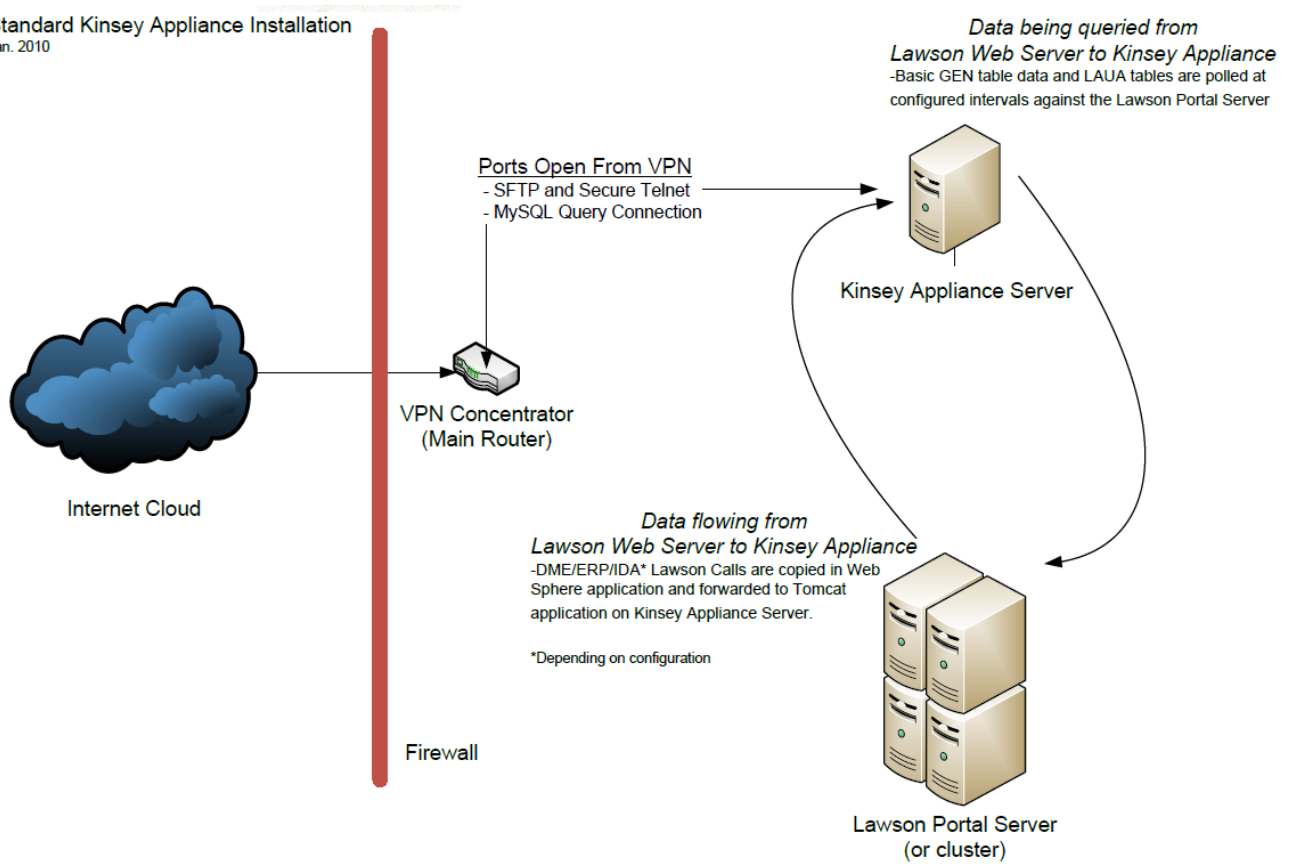 tandard Kinsey Appliance Installation
an. 2010
Data being queried from
Lawson Web Server to Kinsey Appliance
-Basic GEN table data and LAUA tables are polled at
configured intervals against the Lawson Portal Server
Ports Open From VPN
- SFTP and Secure Telnet
- MySQL Query Connection
Kinsey Appliance Server
VPN Concentrator
(Main Router)
Internet Cloud
Data flowing from
Lawson Web Server to Kinsey Appliance
-DME/ERP/IDA* Lawson Calls are copied in Web
Sphere application and forwarded to Tomcat
application on Kinsey Appliance Server.
*Depending on configuration
Firewall
Lawson Portal Server
(or cluster)